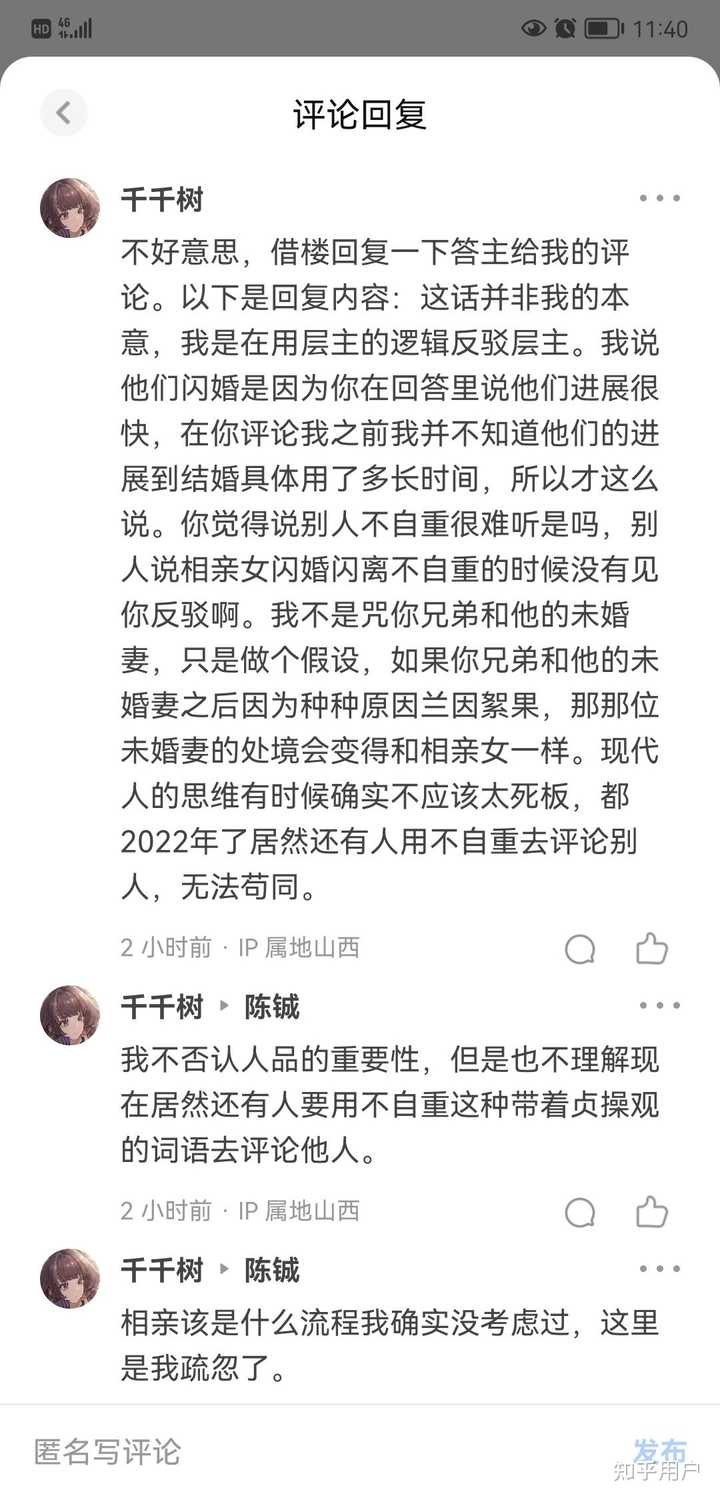 HD 4G 11:40
评论回复
千千树
不好意思，借楼回复一下答主给我的评
论。以下是回复内容：这话并非我的本
意，我是在用层主的逻辑反驳层主。我说
他们闪婚是因为你在回答里说他们进展很
快，在你评论我之前我并不知道他们的进
展到结婚具体用了多长时间，所以才这么
说。你觉得说别人不自重很难听是吗，别
人说相亲女闪婚闪离不自重的时候没有见
你反驳啊。我不是咒你兄弟和他的未婚
妻，只是做个假设，如果你兄弟和他的未
婚妻之后因为种种原因兰因絮果，那那位
未婚妻的处境会变得和相亲女一样。现代
人的思维有时候确实不应该太死板，都
2022年了居然还有人用不自重去评论别
人，无法苟同。
2 小时前 · IP 属地山西
千千树 ▸ 陈铖
我不否认人品的重要性，但是也不理解现
在居然还有人要用不自重这种带着贞操观
的词语去评论他人。
2 小时前 · IP 属地山西
千千树 ▸ 陈铖
相亲该是什么流程我确实没考虑过，这里
是我疏忽了。
匿名写评论 发布
知乎用户